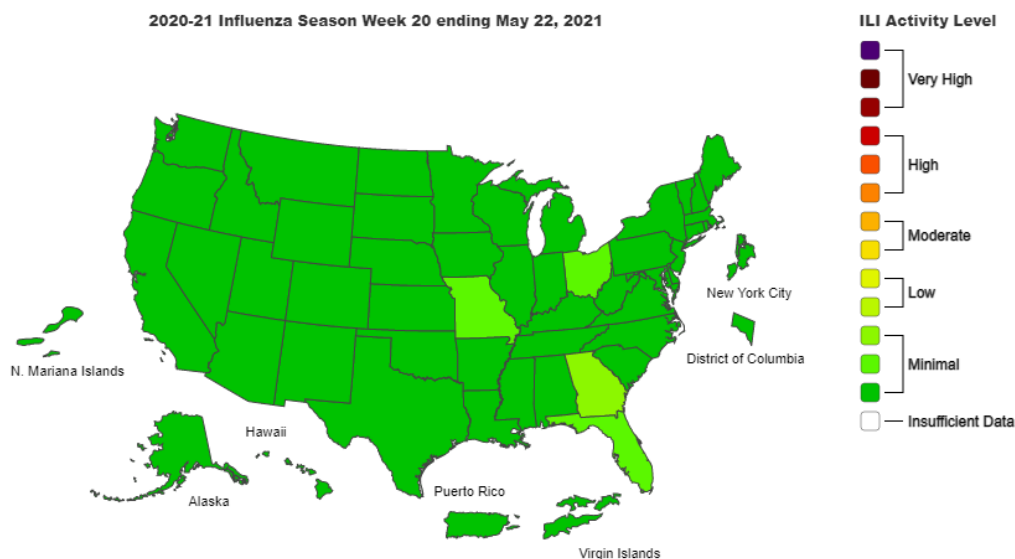 2020-21 Influenza Season Week 20 ending May 22, 2021
ILI Activity Level
Very High
High
Moderate
Low
Minimal
Insufficient Data
New York City
District of Columbia
N. Mariana Islands
Hawaii
Alaska
Puerto Rico
Virgin Islands